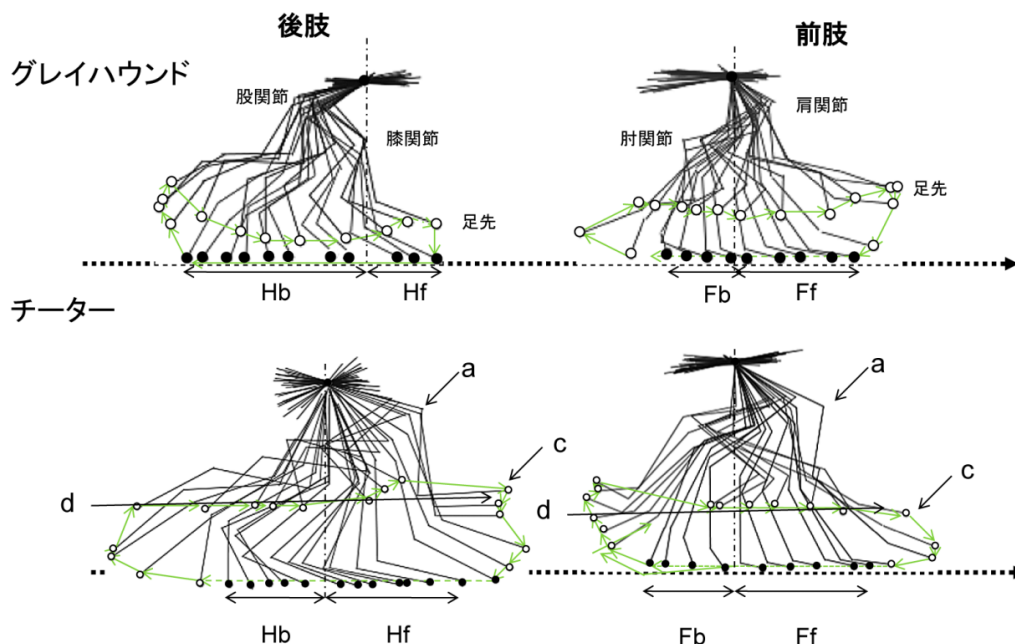 後肢
前肢
グレイハウンド
股関節
膝関節
足先
肩関節
肘関節
足先
Hb
Hf
Fb
Ff
チーター
a
c
d
a
c
d
Hb
Hf
Fb
Ff